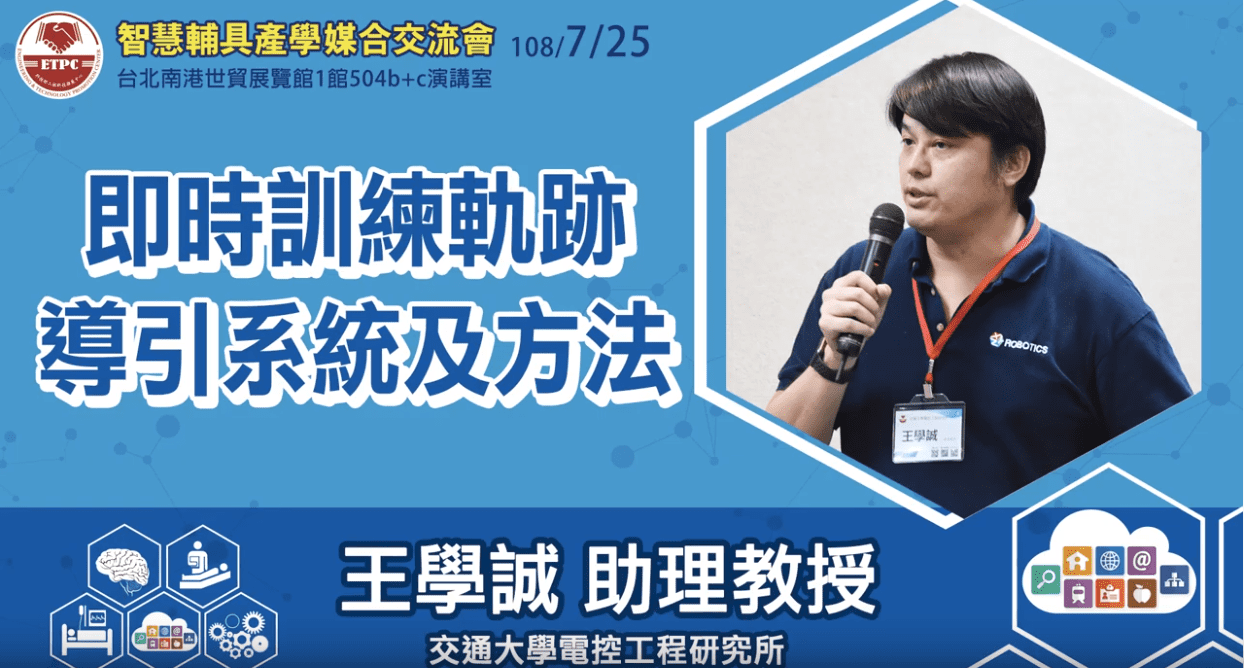 ETPC
智慧輔具產學媒合交流會 108/7/25
台北南港世貿展覽館1館504b+c演講室
即時訓練軌跡
導引系統及方法
ROBOTICS
王學誠
@
王學誠 助理教授
交通大學電控工程研究所